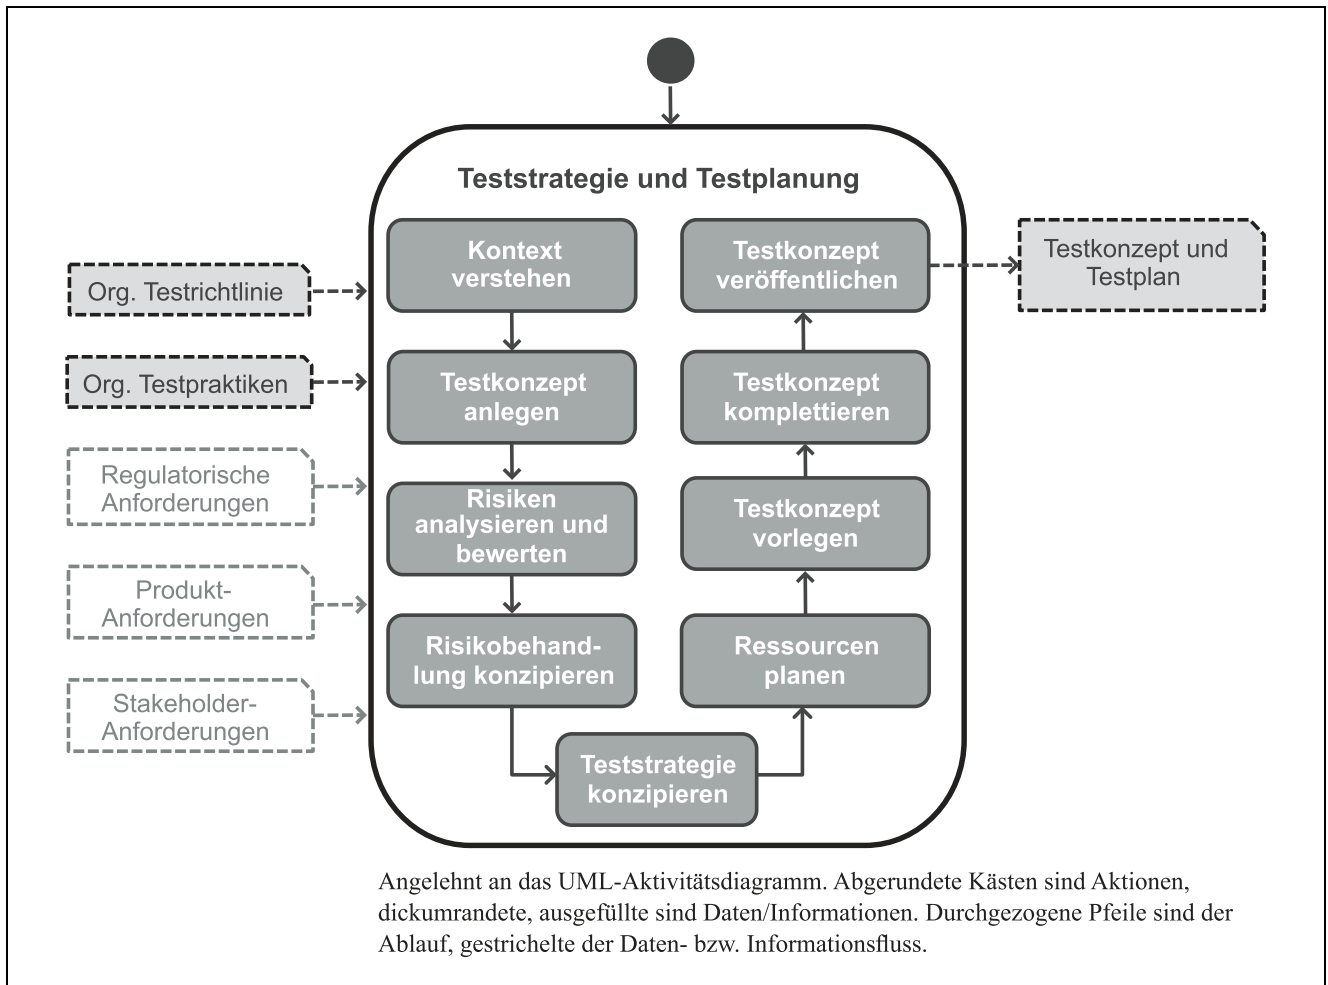 Teststrategie und Testplanung
Org. Testrichtlinie
Org. Testpraktiken
Regulatorische
Anforderungen
Produkt-
Anforderungen
Stakeholder-
Anforderungen
Kontext
verstehen
Testkonzept
anlegen
Risiken
analysieren und
bewerten
Risikobehand-
lung konzipieren
Teststrategie
konzipieren
Ressourcen
planen
Testkonzept
vorlegen
Testkonzept
komplettieren
Testkonzept
veröffentlichen
Testkonzept und
Testplan
Angelehnt an das UML-Aktivitätsdiagramm. Abgerundete Kästen sind Aktionen,
dickumrandete, ausgefüllte sind Daten/Informationen. Durchgezogene Pfeile sind der
Ablauf, gestrichelte der Daten- bzw. Informationsfluss.